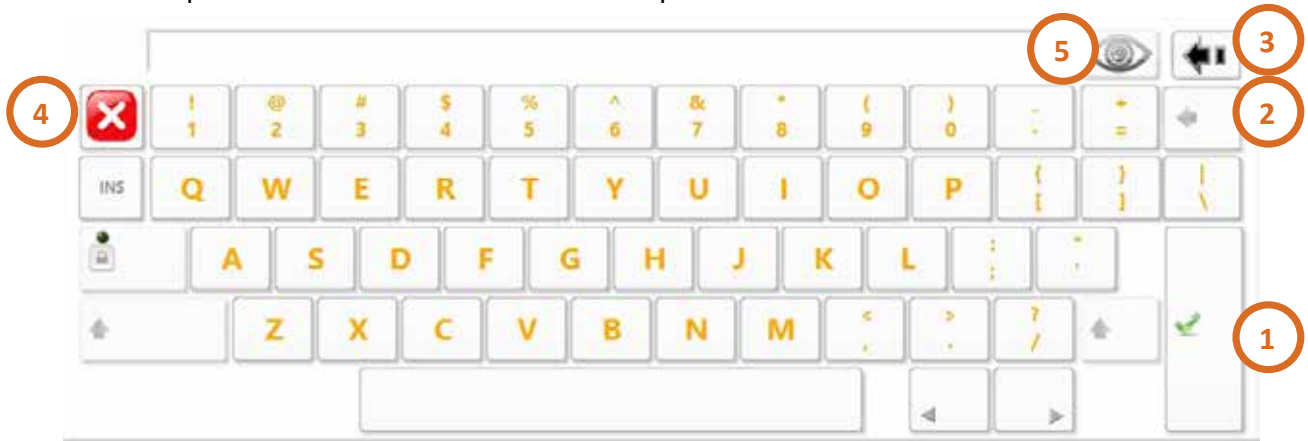 5 3
! @ # $ % ^ & * ( ) _ +
4 1 2 3 4 5 6 7 8 9 0 - = 2
{ } |
INS Q W E R T Y U I O P [ ] \
: "
A S D F G H J K L ; '
< > ?
Z X C V B N M , . / 1